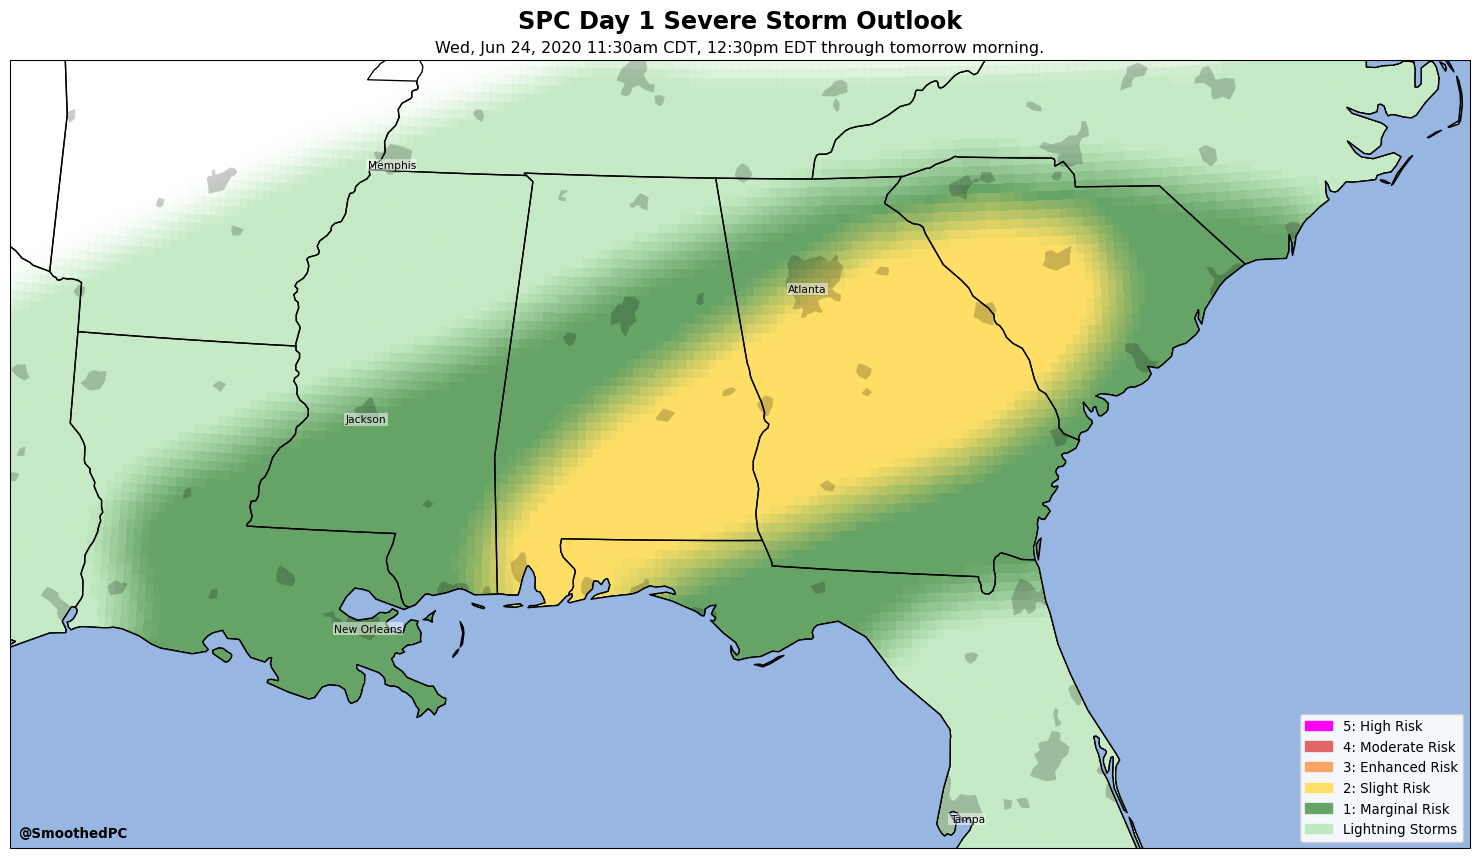 SPC Day 1 Severe Storm Outlook
Wed, Jun 24, 2020 11:30am CDT, 12:30pm EDT through tomorrow morning.
Memphis
Atlanta
Jackson
New Orleans
Tampa
5: High Risk
4: Moderate Risk
3: Enhanced Risk
2: Slight Risk
1: Marginal Risk
Lightning Storms
@SmoothedPC